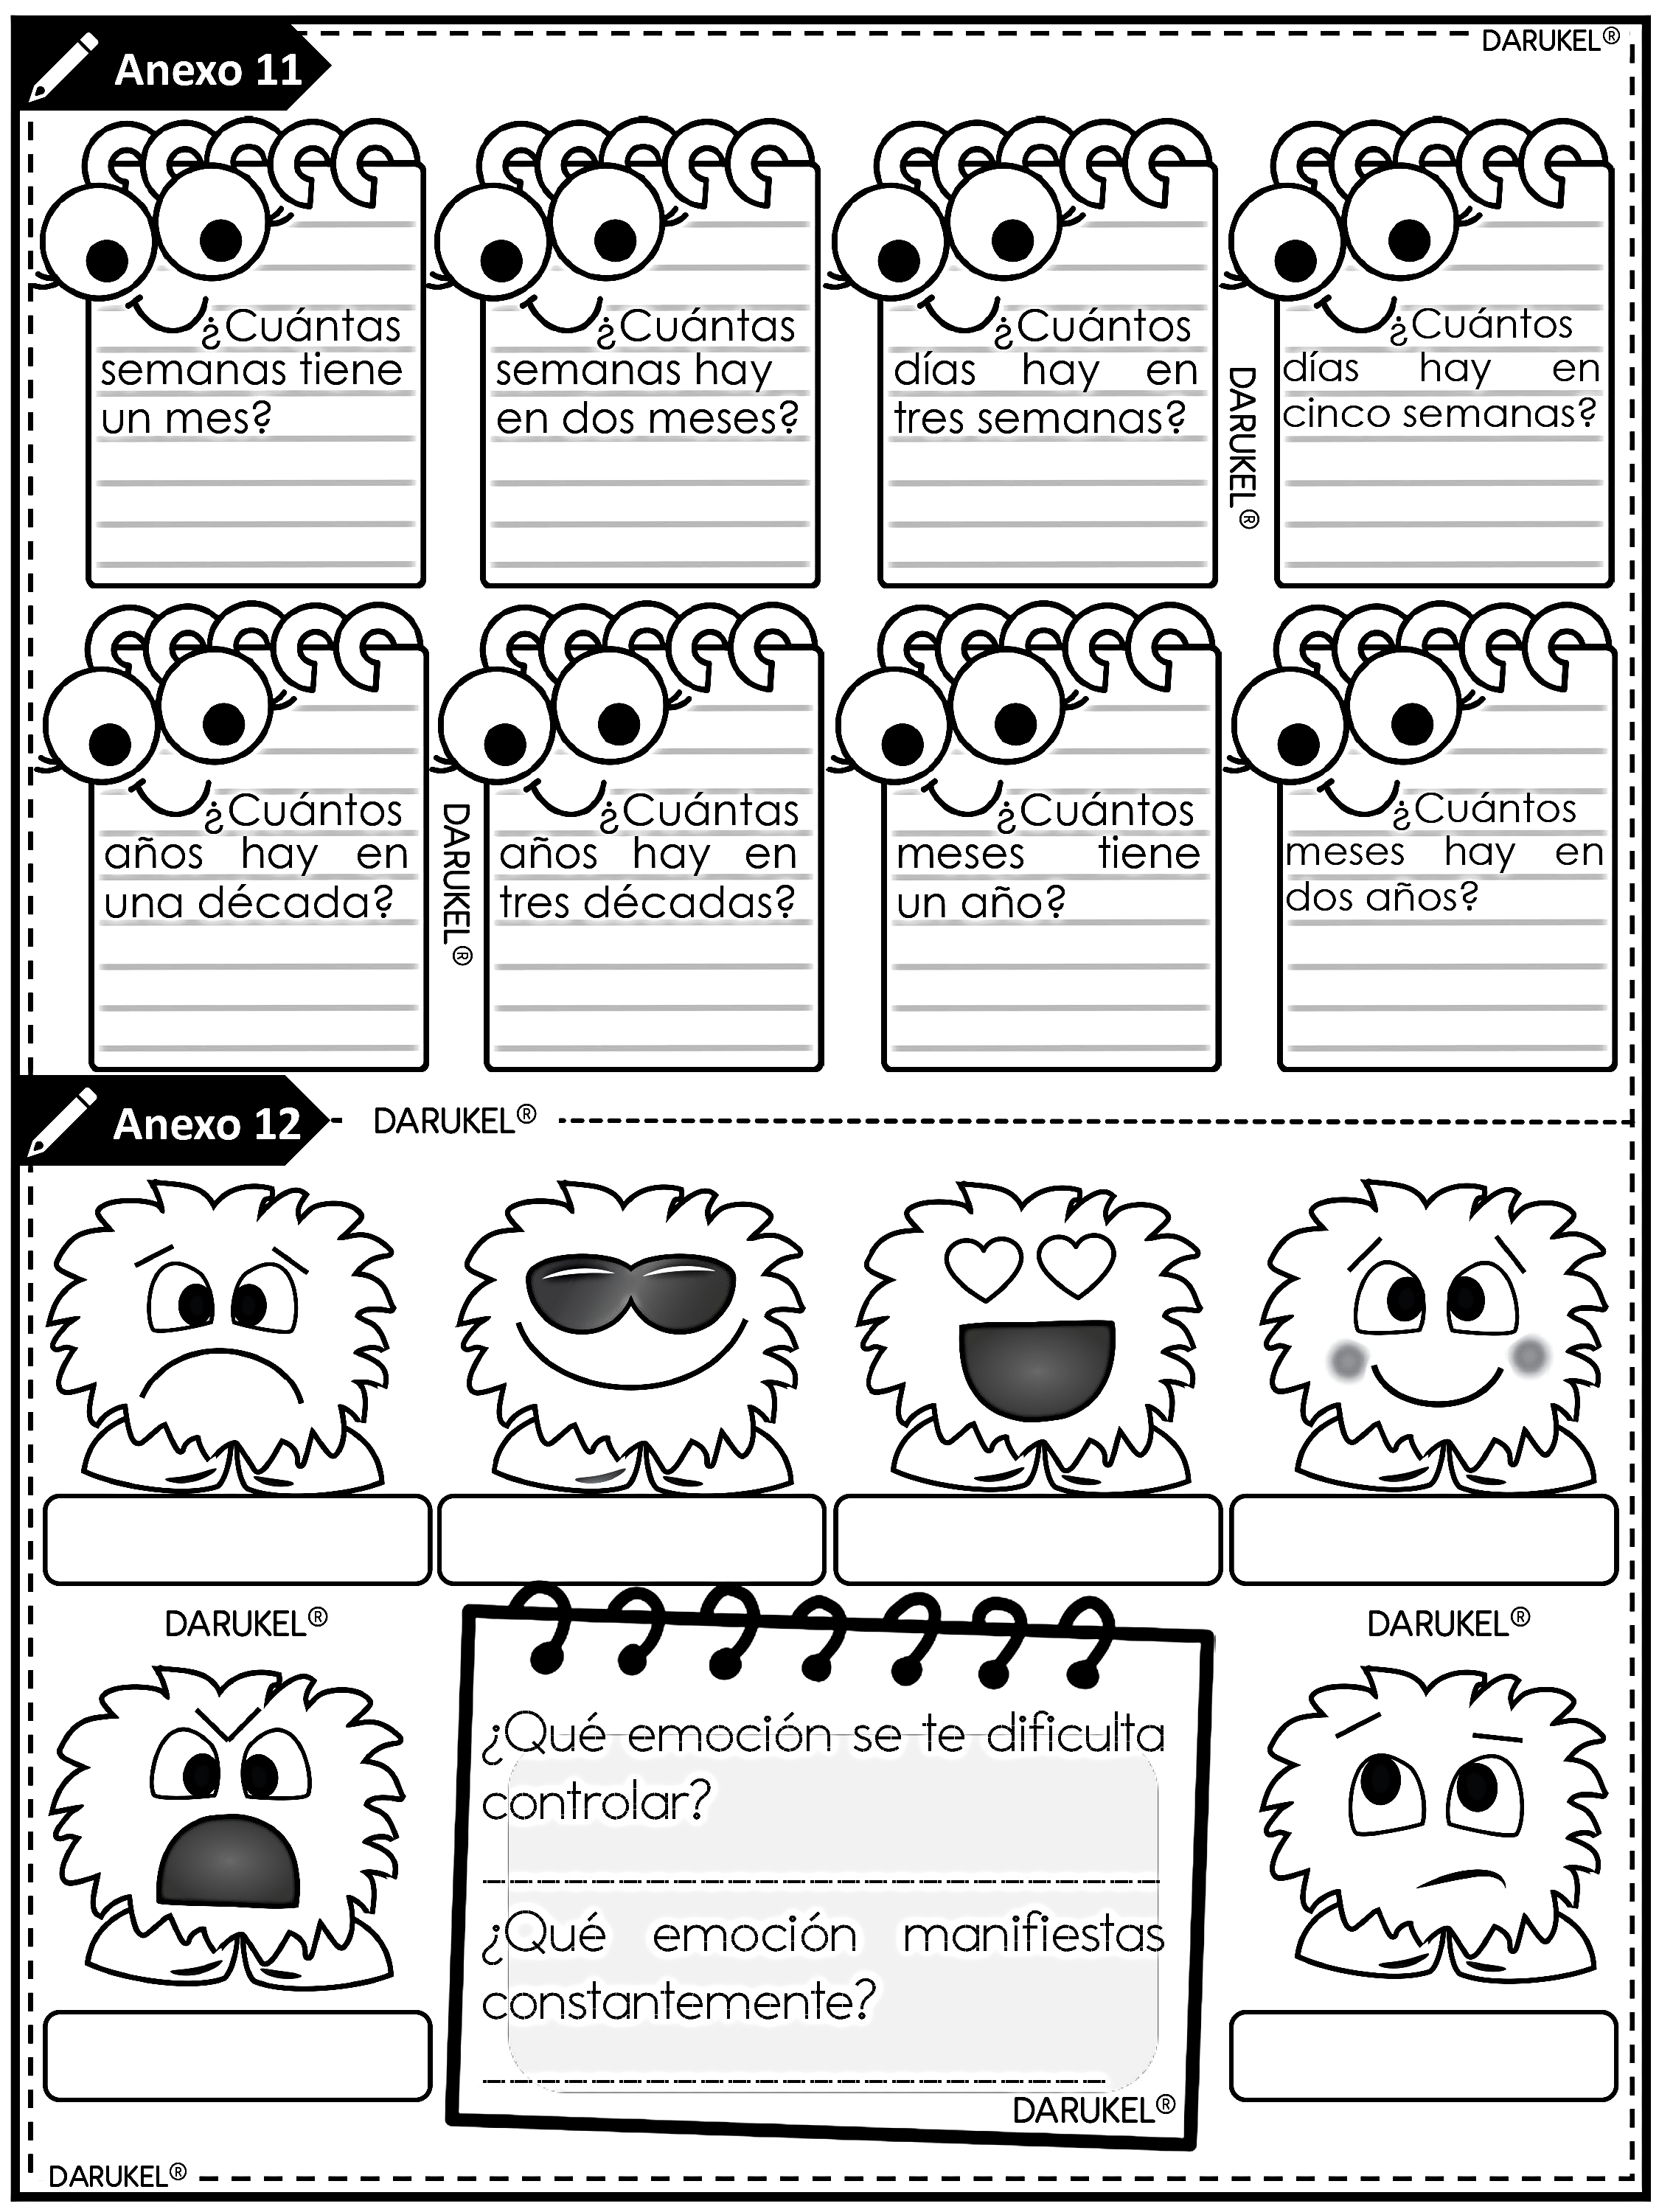 Anexo 11
DARUKEL®
¿Cuántas
semanas tiene
un mes?
¿Cuántas
semanas hay
en dos meses?
¿Cuántos
días hay en
tres semanas?
DARUKEL®
¿Cuántos
días hay en
cinco semanas?
¿Cuántos
años hay en
una década?
DARUKEL®
¿Cuántas
años hay en
tres décadas?
¿Cuántos
meses tiene
un año?
¿Cuántos
meses hay en
dos años?
Anexo 12
DARUKEL®
DARUKEL®
DARUKEL®
¿Qué emoción se te dificulta
controlar?
¿Qué emoción manifiestas
constantemente?
DARUKEL®
DARUKEL®